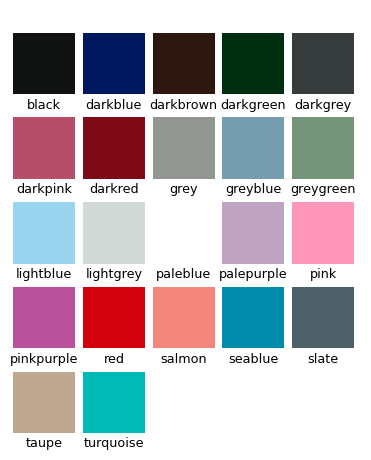 black darkblue darkbrown darkgreen darkgrey
darkpink darkred grey greyblue greygreen
lightblue lightgrey paleblue palepurple pink
pinkpurple red salmon seablue slate
taupe turquoise